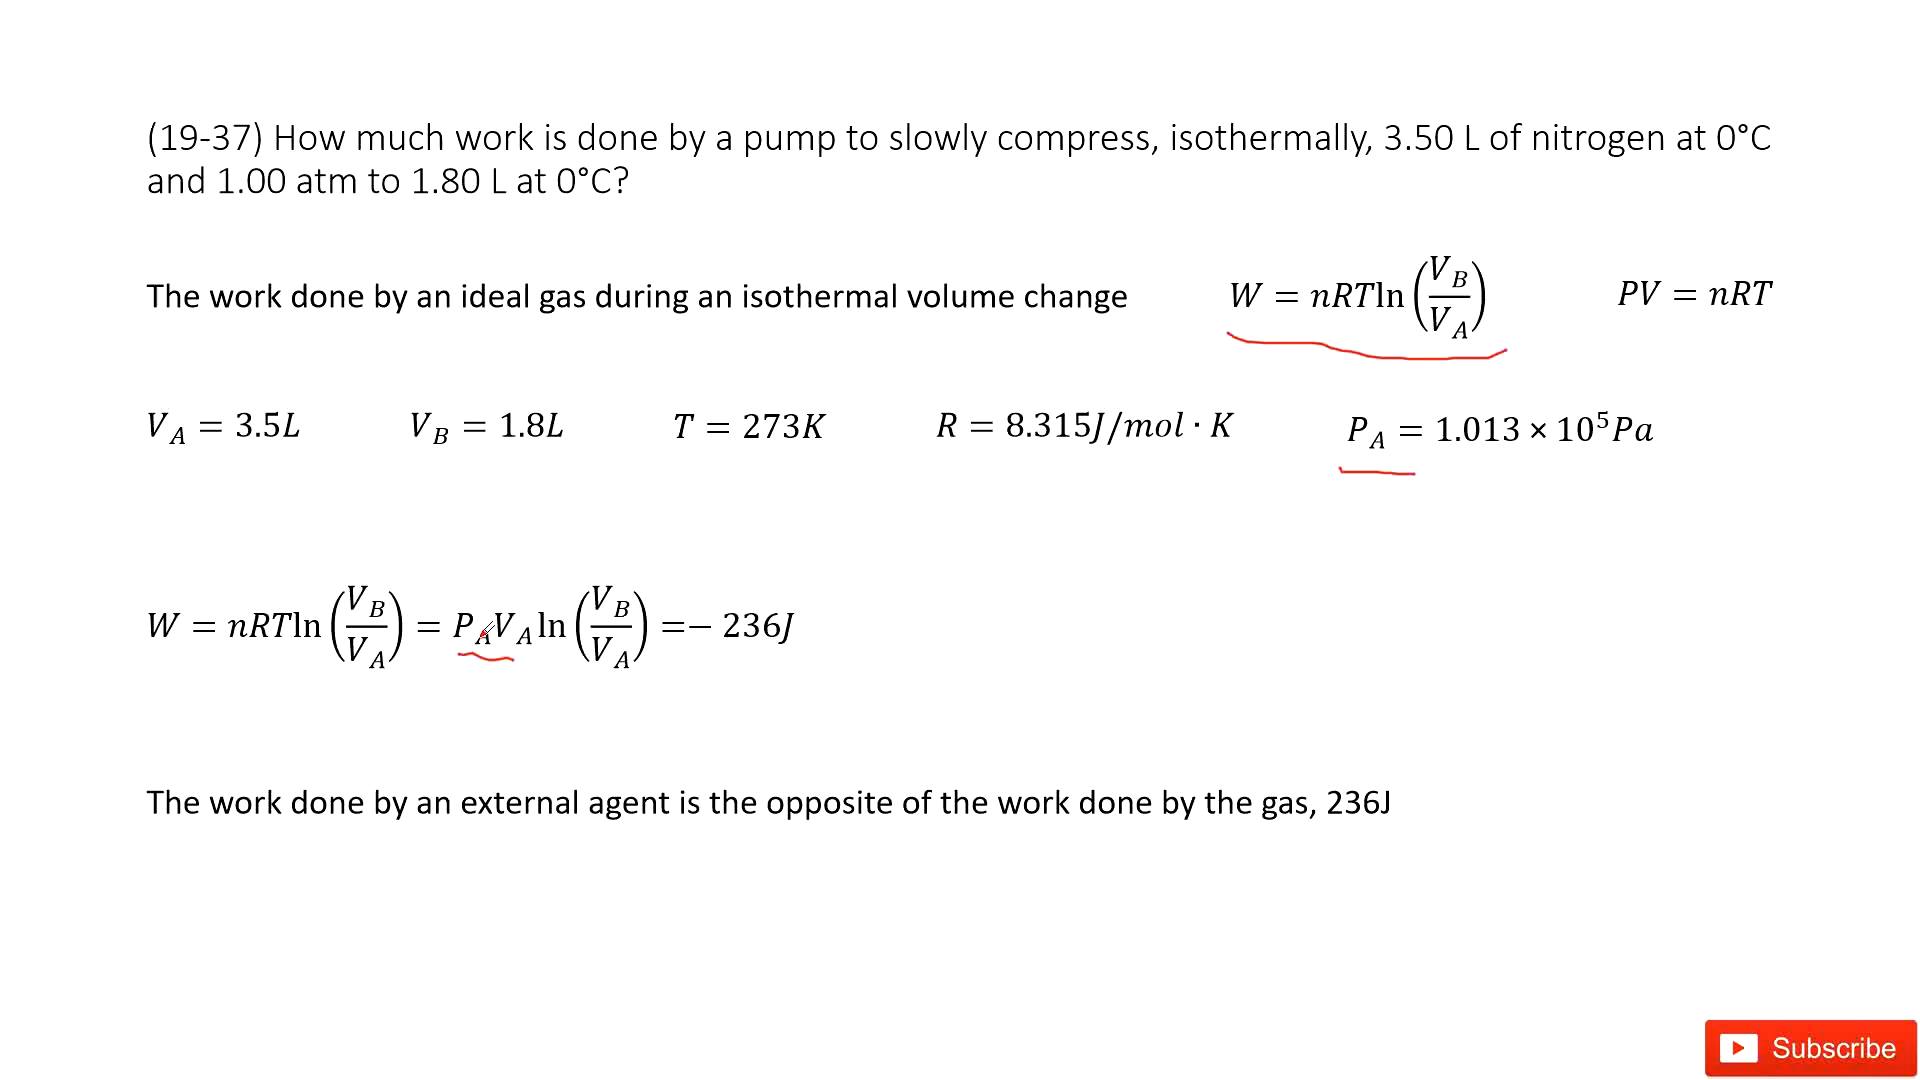 (19-37) How much work is done by a pump to slowly compress, isothermally, 3.50 L of nitrogen at 0°C
and 1.00 atm to 1.80 L at 0°C?
The work done by an ideal gas during an isothermal volume change W = nRTln(V_B/V_A) PV = nRT
V_A = 3.5L V_B = 1.8L T = 273K R = 8.315J/mol · K P_A = 1.013 × 10^5Pa
W = nRTln(V_B/V_A) = P_AV_Aln(V_B/V_A) =− 236J
The work done by an external agent is the opposite of the work done by the gas, 236J
Subscribe